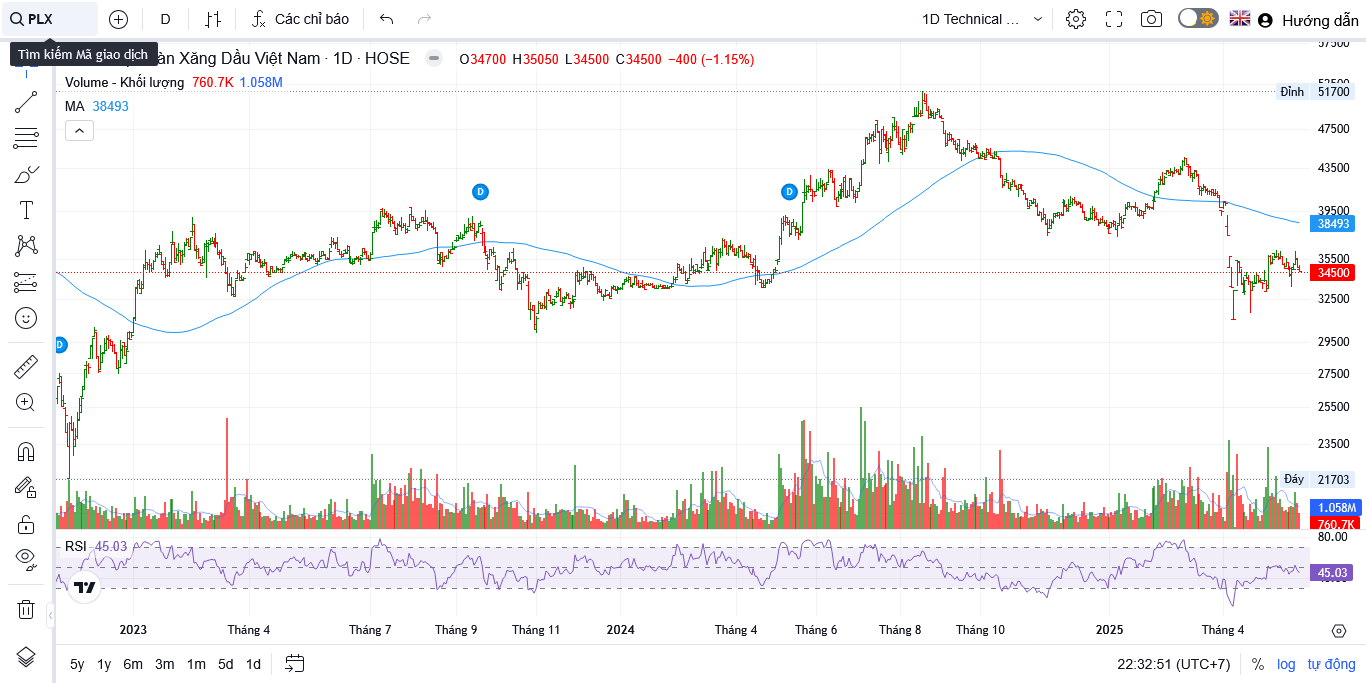 PLX
D
Các chỉ báo
1D Technical ...
Hướng dẫn
Tìm kiếm Mã giao dịch
àn Xăng Dầu Việt Nam · 1D · HOSE
O34700 H35050 L34500 C34500 −400 (−1.15%)
Volume - Khối lượng 760.7K 1.058M
MA 38493
57500
52500
Đỉnh 51700
47500
43500
39500
38493
35500
34500
32500
29500
27500
25500
23500
Đáy 21703
1.058M
760.7K
80.00
45.03
D
D
D
RSI 45.03
2023 Tháng 4 Tháng 7 Tháng 9 Tháng 11 2024 Tháng 4 Tháng 6 Tháng 8 Tháng 10 2025 Tháng 4
5y 1y 6m 3m 1m 5d 1d
22:32:51 (UTC+7) % log tự động